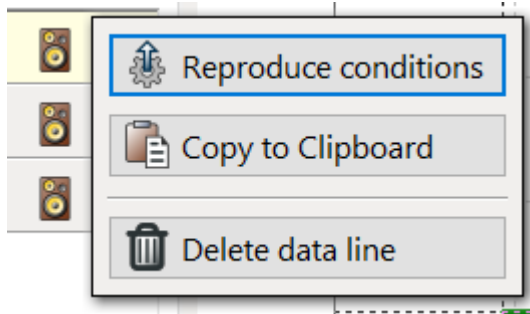 Reproduce conditions
Copy to Clipboard
Delete data line